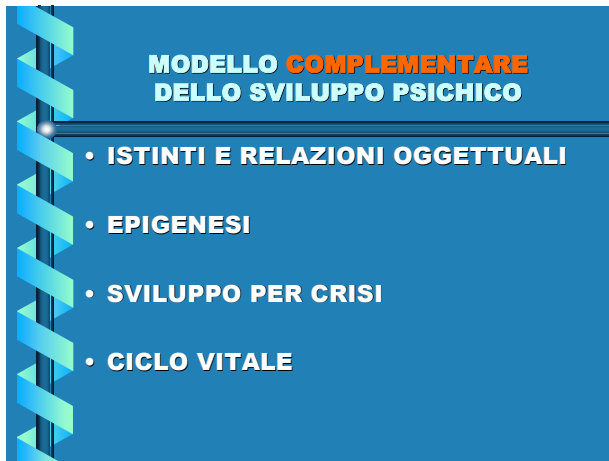 MODELLO COMPLEMENTARE
DELLO SVILUPPO PSICHICO
• ISTINTI E RELAZIONI OGGETTUALI
• EPIGENESI
• SVILUPPO PER CRISI
• CICLO VITALE